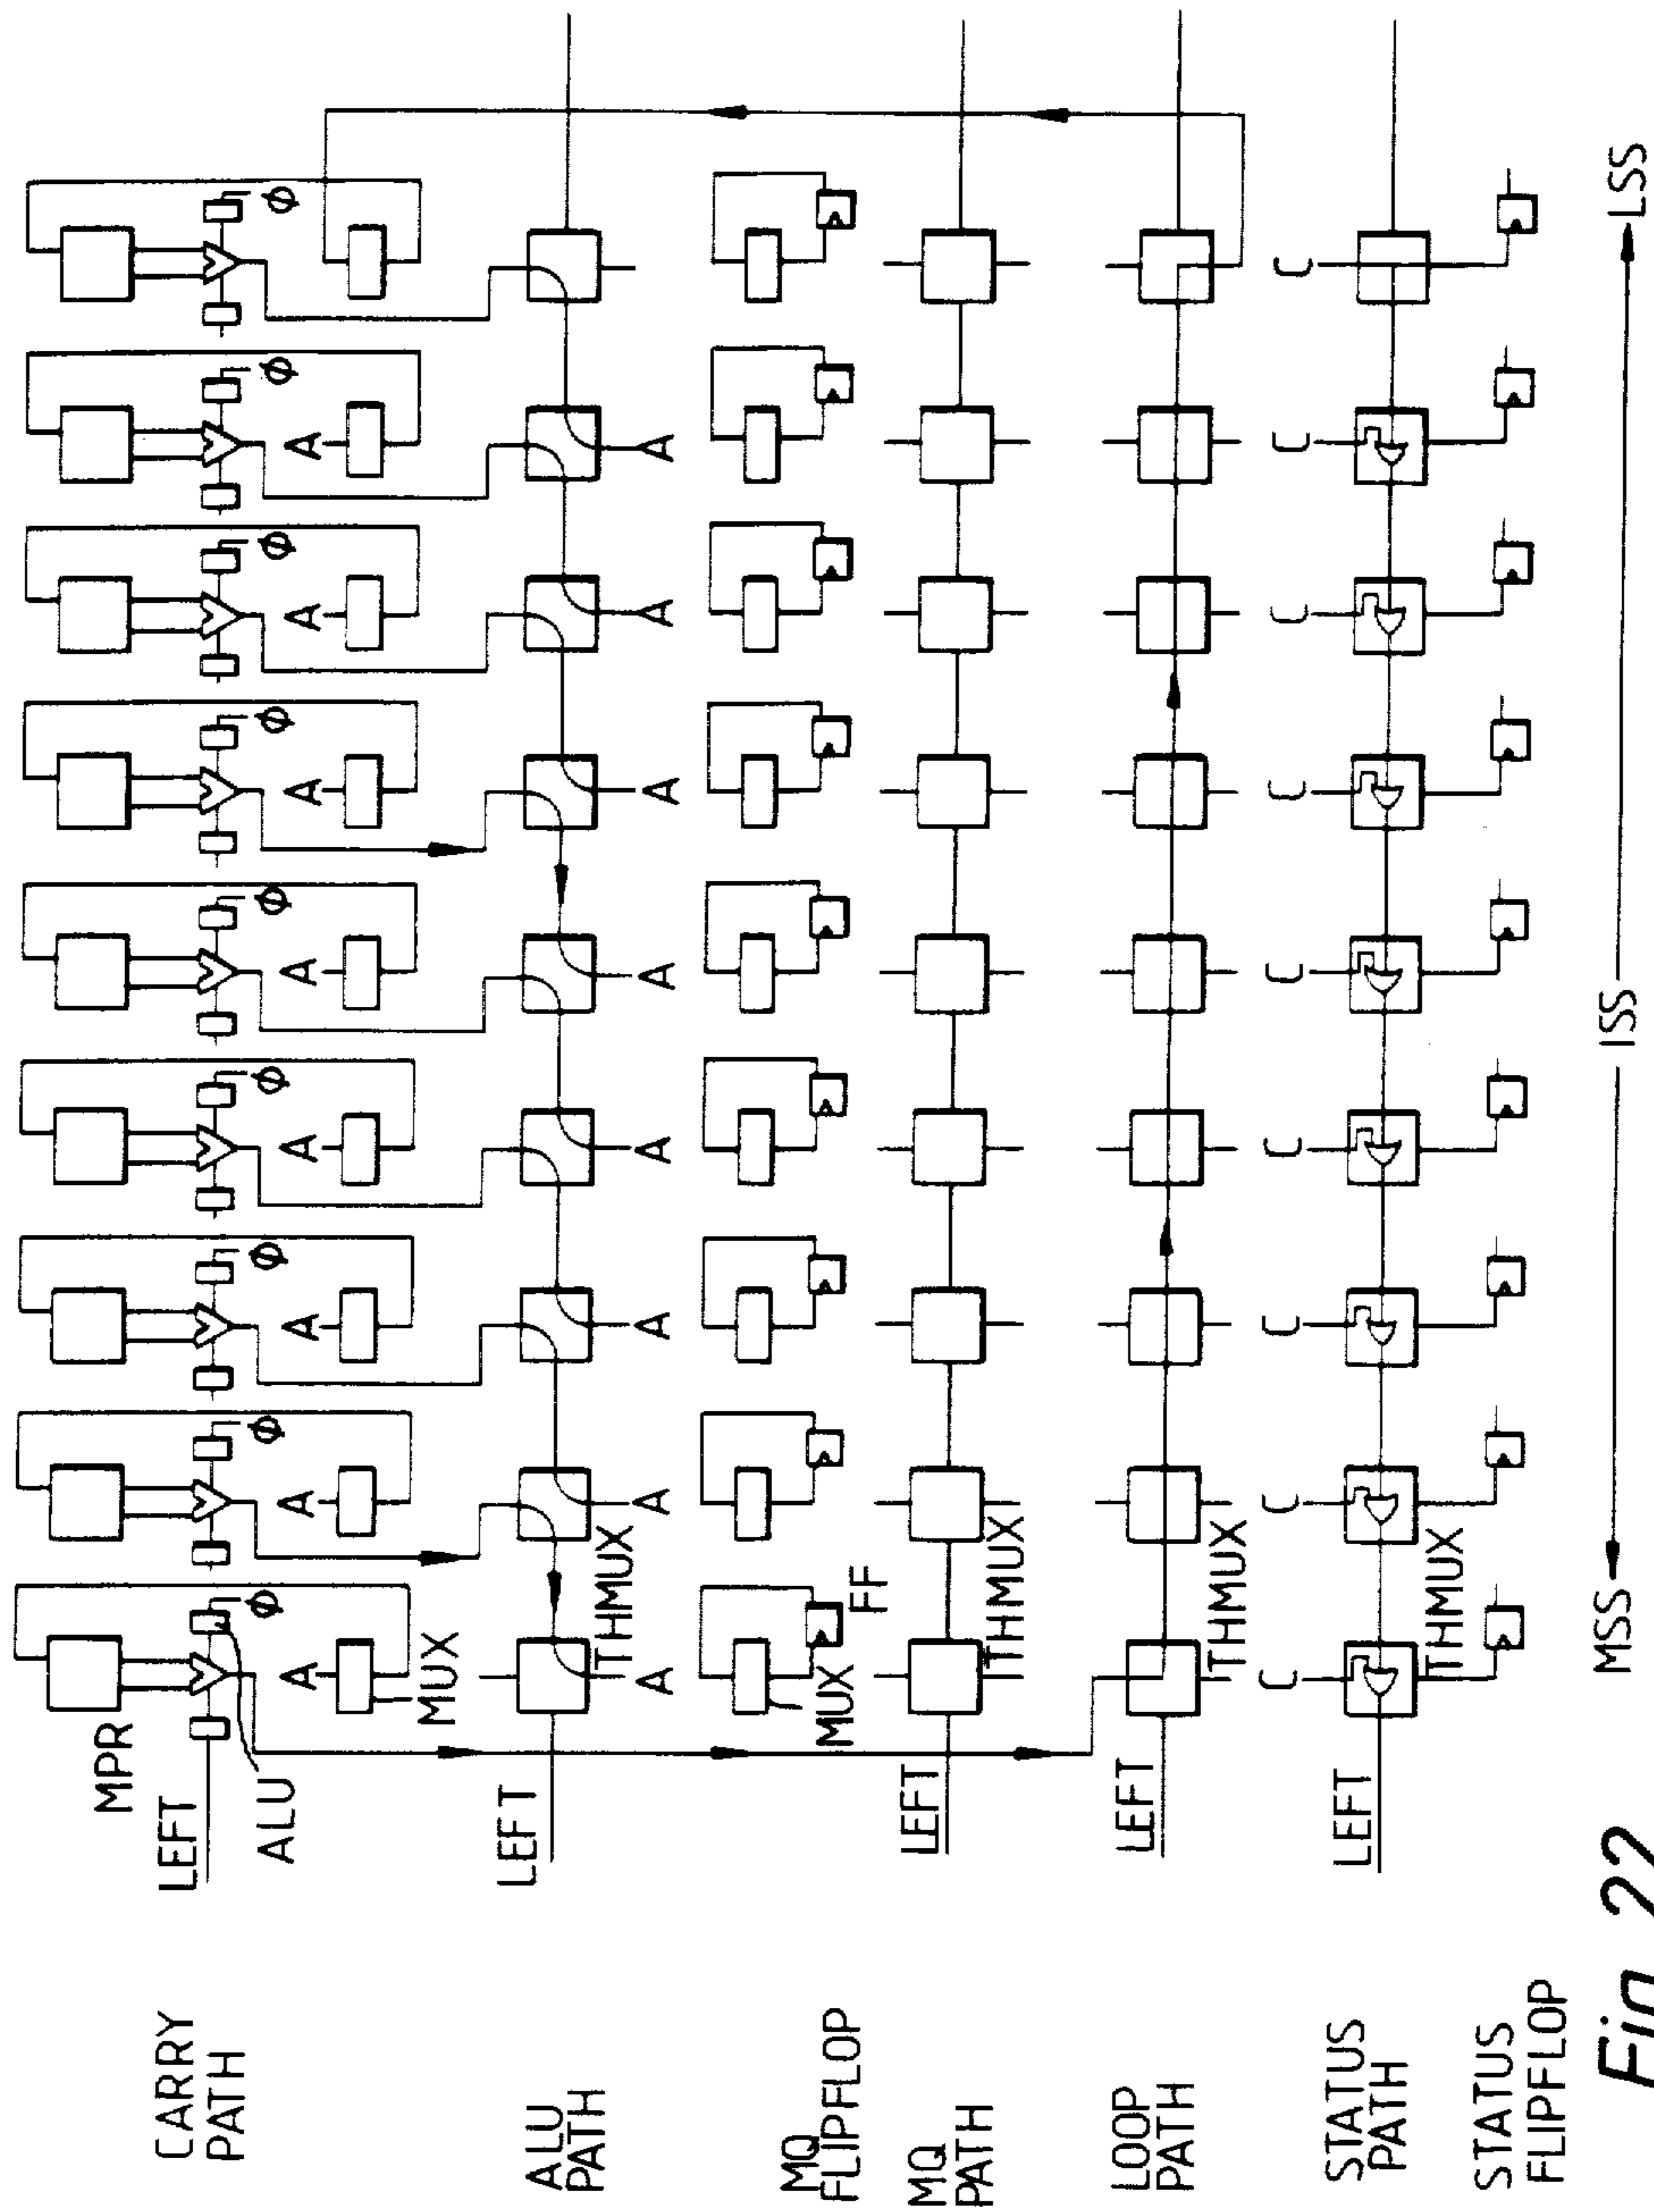 CARRY
PATH
ALU
PATH
MQ
FLIPFLOP
MQ
PATH
LOOP
PATH
STATUS
PATH
STATUS
FLIPFLOP
MPR
LEFT
ALU
MUX
Φ Φ Φ Φ Φ Φ Φ Φ Φ
A A A A A A A A
LEFT
THMUX
A A A A A A A A
MUX
FF
LEFT
THMUX
LEFT
THMUX
C C C C C C C C C
LEFT
THMUX
MSS ISS LSS
Fig. 22